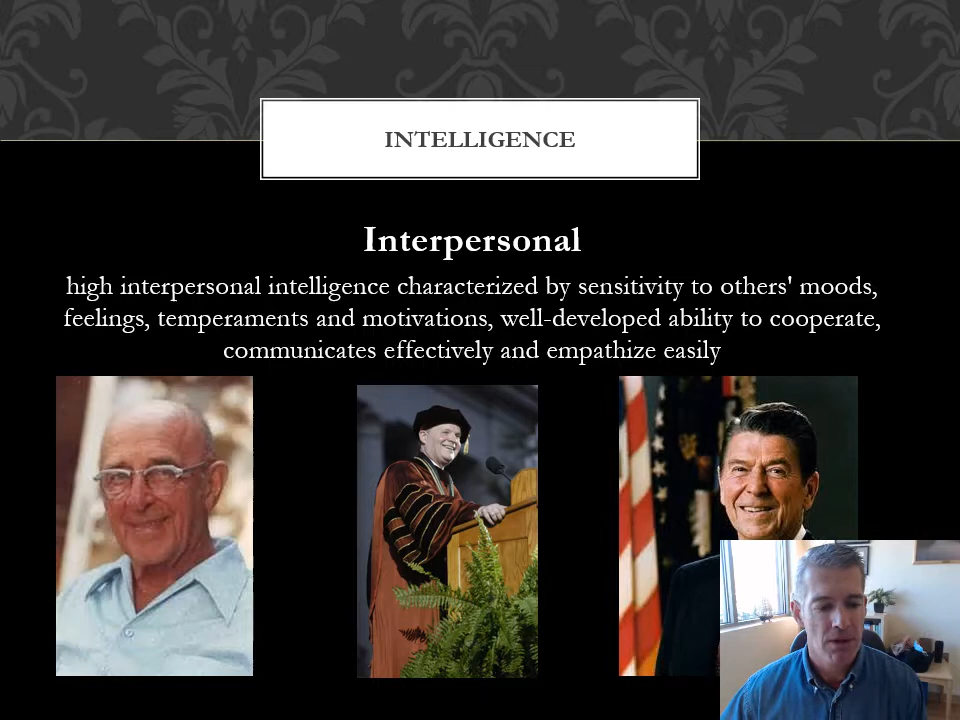 INTELLIGENCE
Interpersonal
high interpersonal intelligence characterized by sensitivity to others' moods,
feelings, temperaments and motivations, well-developed ability to cooperate,
communicates effectively and empathize easily